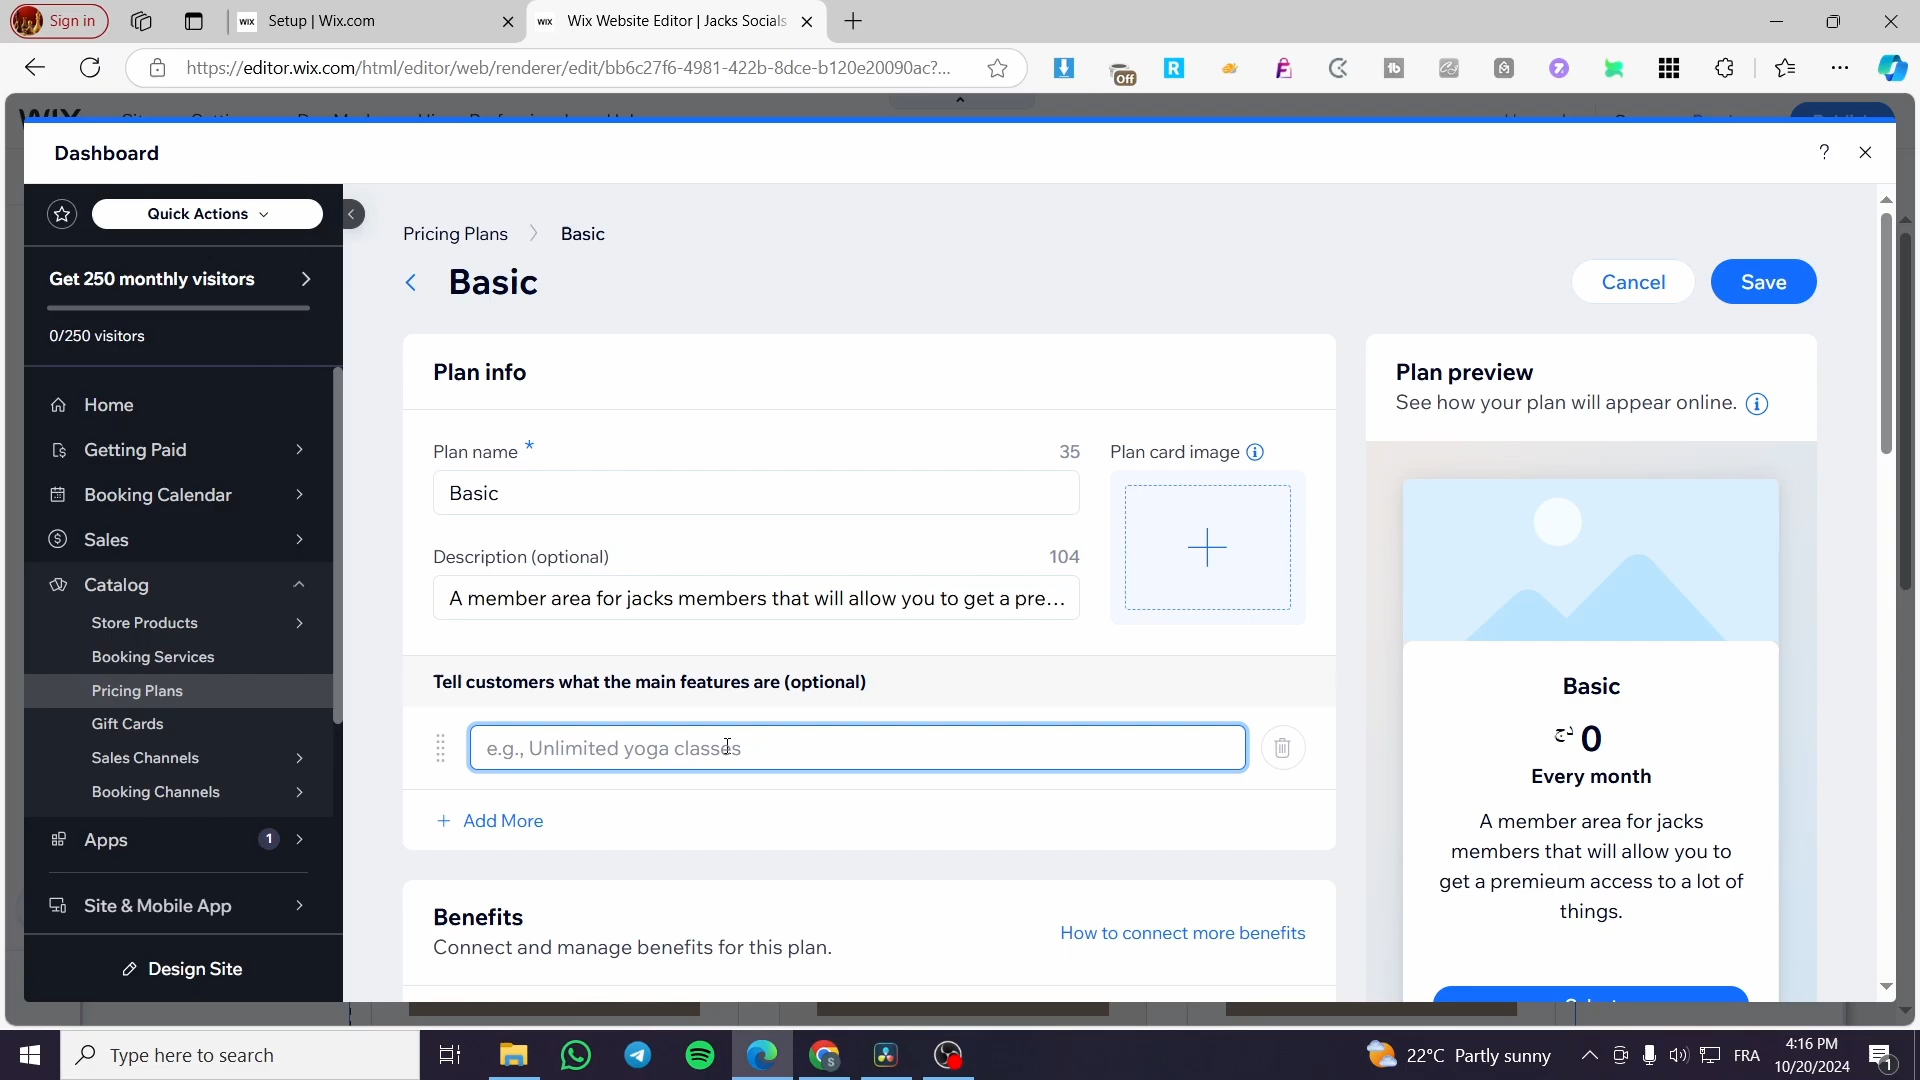 Sign in
WIX Setup | Wix.com
WIX Wix Website Editor | Jacks Socials
https://editor.wix.com/html/editor/web/renderer/edit/bb6c27f6-4981-422b-8dce-b120e20090ac?...
Off
R
1b
Dashboard
?
Quick Actions
Get 250 monthly visitors
0/250 visitors
Home
Getting Paid
Booking Calendar
Sales
Catalog
Store Products
Booking Services
Pricing Plans
Gift Cards
Sales Channels
Booking Channels
Apps 1
Site & Mobile App
Design Site
Pricing Plans > Basic
Basic
Cancel
Save
Plan info
Plan name * 35
Basic
Description (optional) 104
A member area for jacks members that will allow you to get a pre...
Plan card image
Tell customers what the main features are (optional)
e.g., Unlimited yoga classes
+ Add More
Benefits
Connect and manage benefits for this plan.
How to connect more benefits
Plan preview
See how your plan will appear online.
Basic
دج 0
Every month
A member area for jacks
members that will allow you to
get a premieum access to a lot of
things.
Type here to search
22°C Partly sunny
FRA
4:16 PM
10/20/2024
1